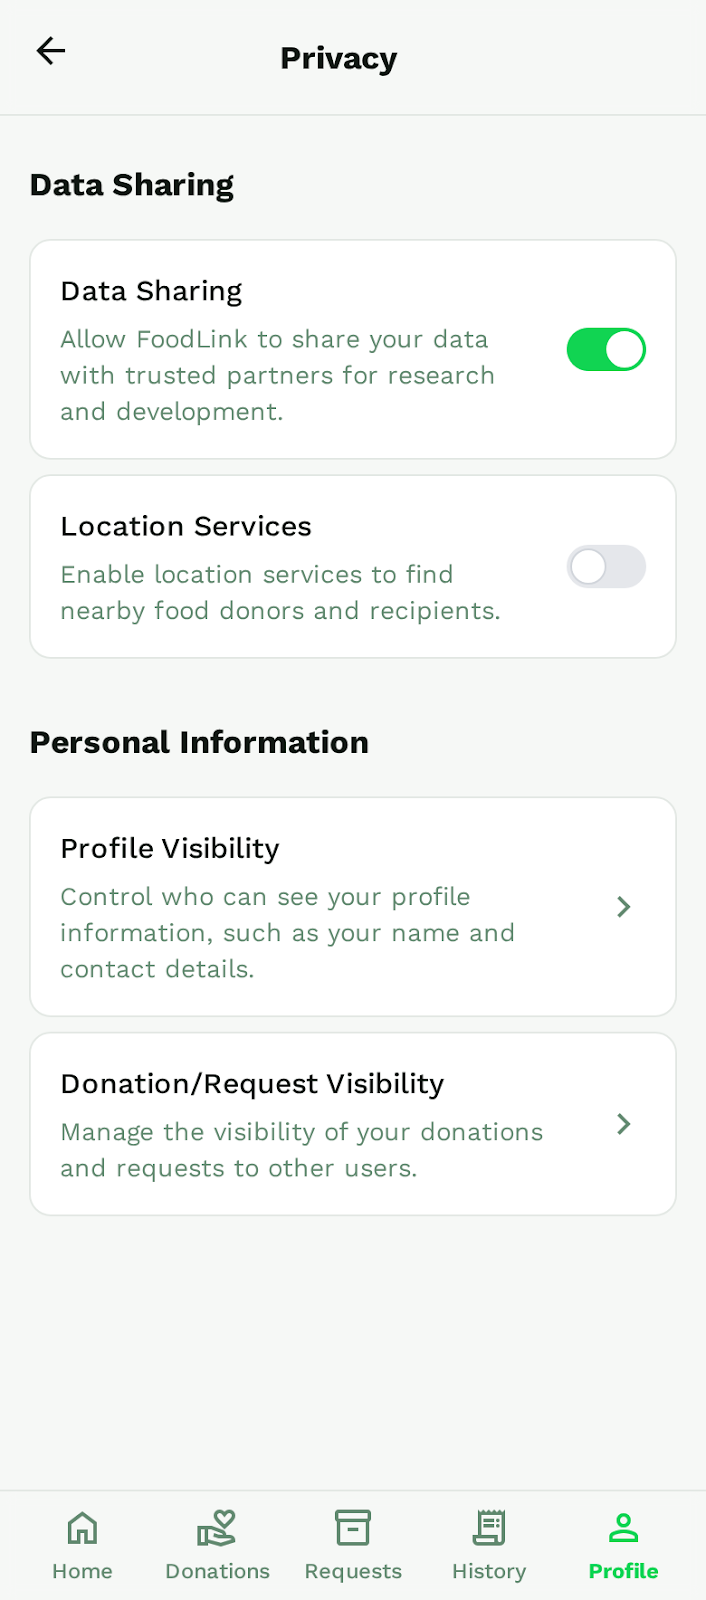 Privacy
Data Sharing
Data Sharing
Allow FoodLink to share your data
with trusted partners for research
and development.
Location Services
Enable location services to find
nearby food donors and recipients.
Personal Information
Profile Visibility
Control who can see your profile
information, such as your name and
contact details.
Donation/Request Visibility
Manage the visibility of your donations
and requests to other users.
Home
Donations
Requests
History
Profile